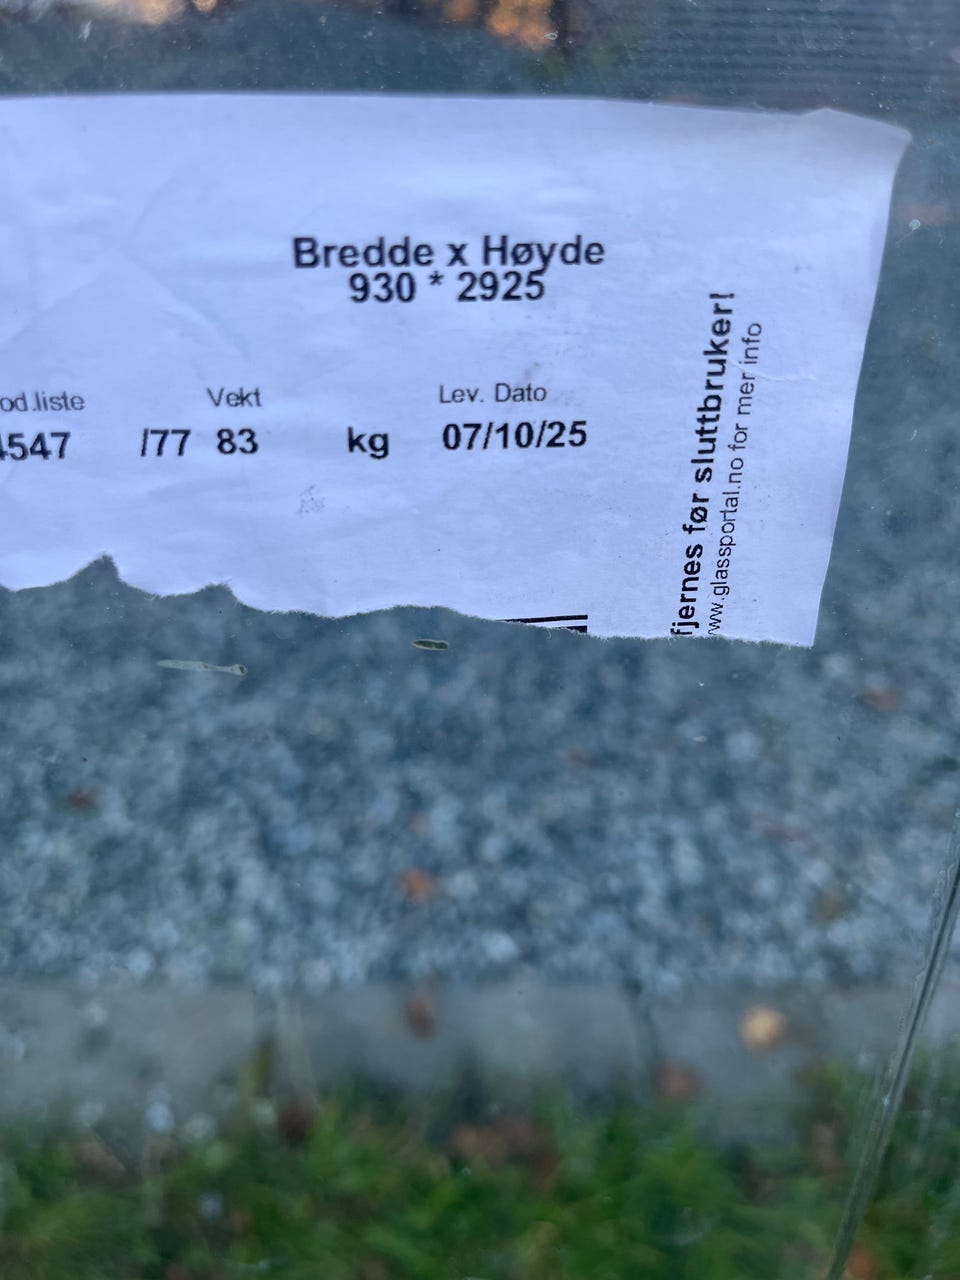 Bredde x Høyde
930 * 2925
od.liste Vekt Lev. Dato
4547 /77 83 kg 07/10/25
fjernes før sluttbruker!
www.glassportal.no for mer info